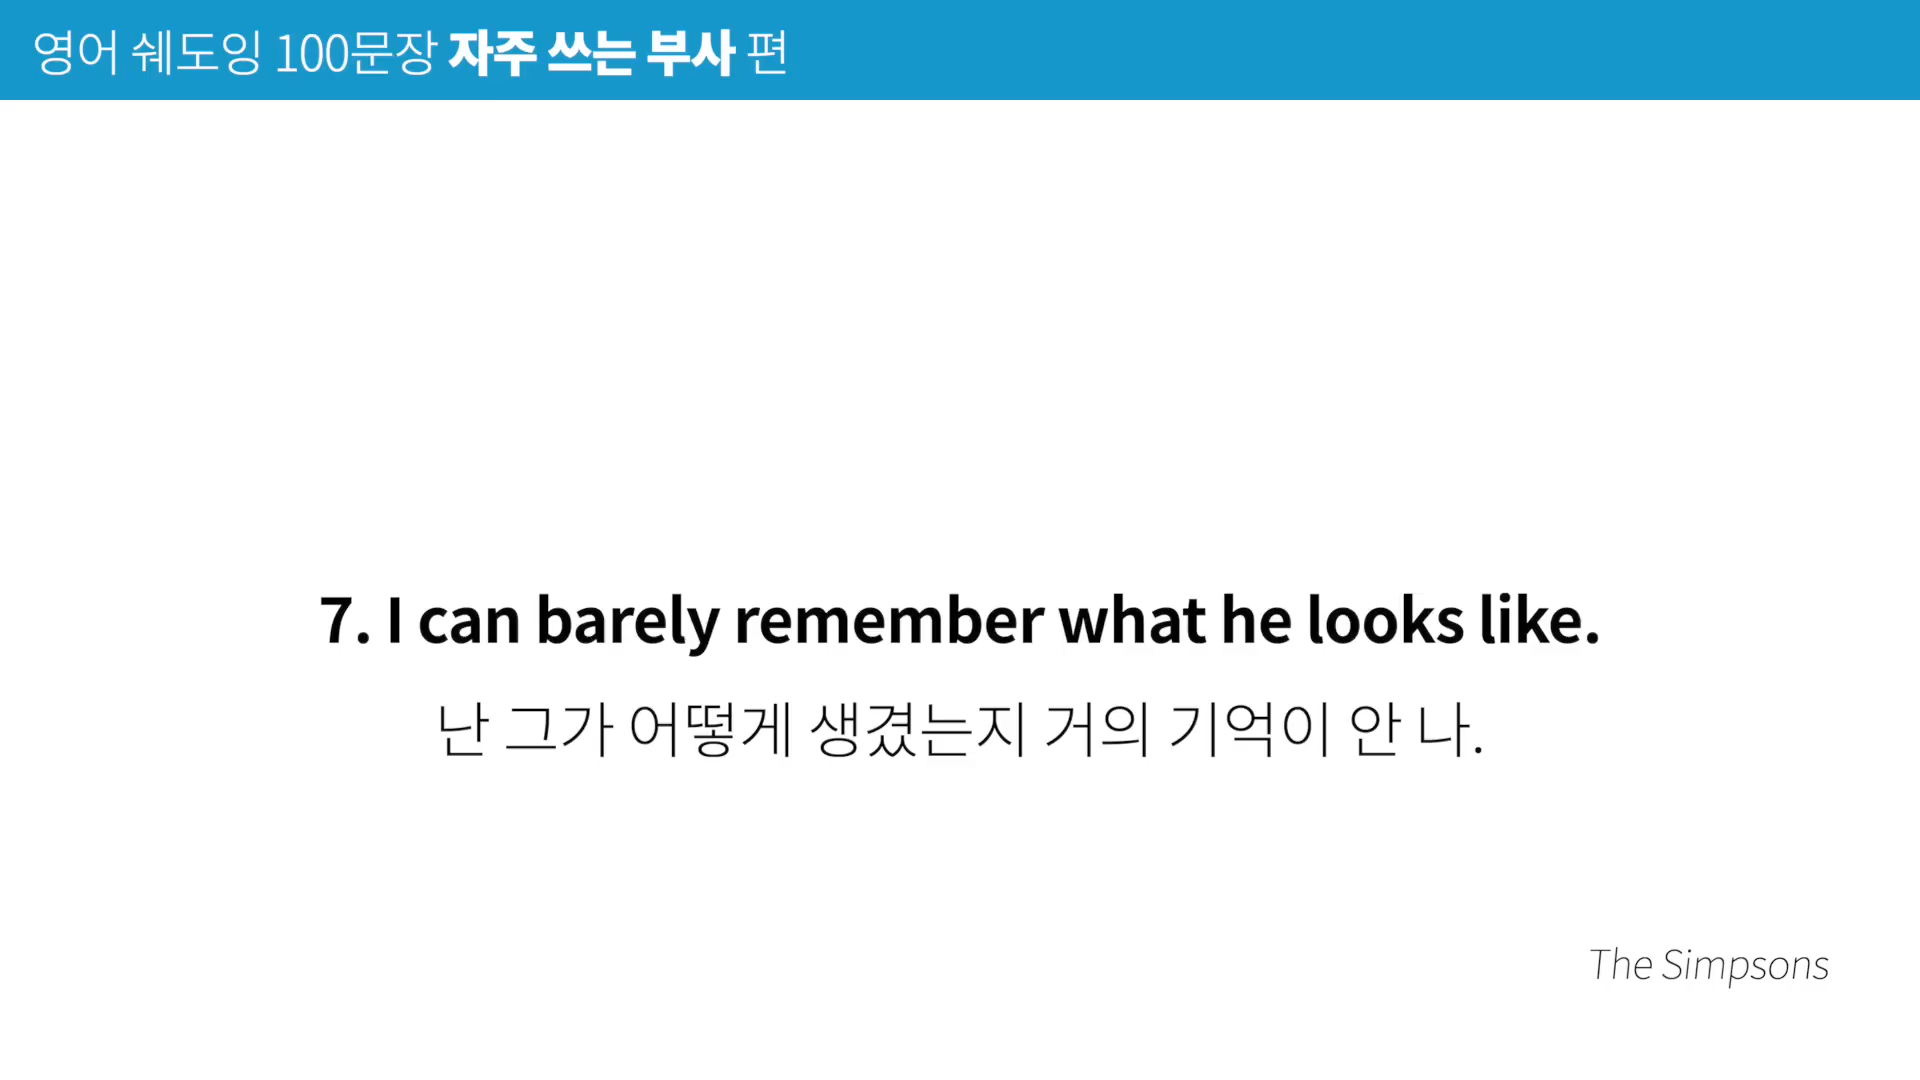 영어 쉐도잉 100문장 자주 쓰는 부사 편
7. I can barely remember what he looks like.
난 그가 어떻게 생겼는지 거의 기억이 안 나.
The Simpsons